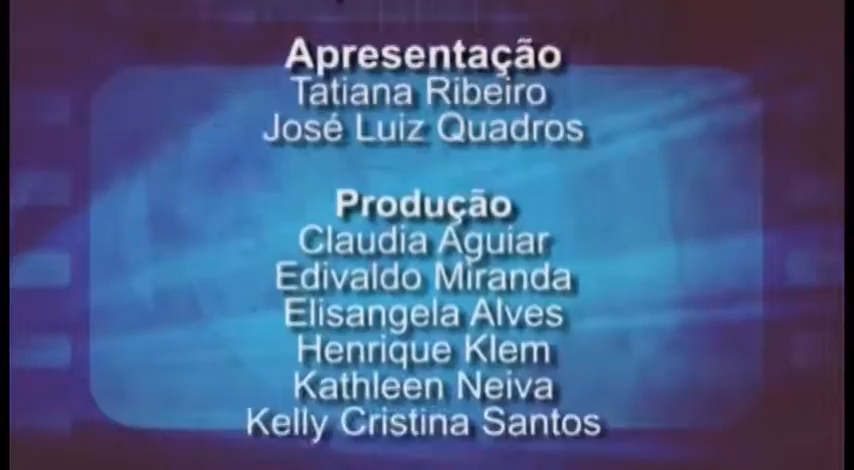 Apresentação
Tatiana Ribeiro
José Luiz Quadros
Produção
Claudia Aguiar
Edivaldo Miranda
Elisangela Alves
Henrique Klem
Kathleen Neiva
Kelly Cristina Santos